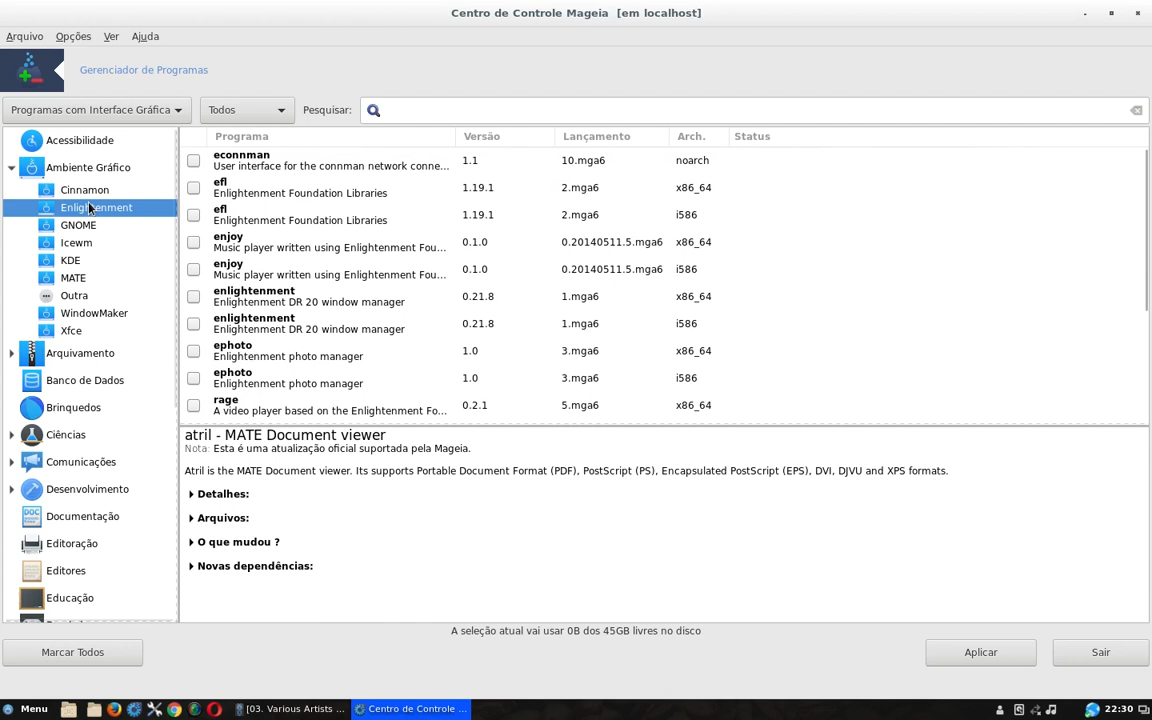 Centro de Controle Mageia  [em localhost]
Arquivo Opções Ver Ajuda
Gerenciador de Programas
Programas com Interface Gráfica Todos Pesquisar:
Acessibilidade
Ambiente Gráfico
Cinnamon
Enlightenment
GNOME
Icewm
KDE
MATE
Outra
WindowMaker
Xfce
Arquivamento
Banco de Dados
Brinquedos
Ciências
Comunicações
Desenvolvimento
Documentação
Editoração
Editores
Educação
Programa Versão Lançamento Arch. Status
econnman
User interface for the connman network conne... 1.1 10.mga6 noarch
efl
Enlightenment Foundation Libraries 1.19.1 2.mga6 x86_64
efl
Enlightenment Foundation Libraries 1.19.1 2.mga6 i586
enjoy
Music player written using Enlightenment Fou... 0.1.0 0.20140511.5.mga6 x86_64
enjoy
Music player written using Enlightenment Fou... 0.1.0 0.20140511.5.mga6 i586
enlightenment
Enlightenment DR 20 window manager 0.21.8 1.mga6 x86_64
enlightenment
Enlightenment DR 20 window manager 0.21.8 1.mga6 i586
ephoto
Enlightenment photo manager 1.0 3.mga6 x86_64
ephoto
Enlightenment photo manager 1.0 3.mga6 i586
rage
A video player based on the Enlightenment Fo... 0.2.1 5.mga6 x86_64
atril - MATE Document viewer
Nota: Esta é uma atualização oficial suportada pela Mageia.
Atril is the MATE Document viewer. Its supports Portable Document Format (PDF), PostScript (PS), Encapsulated PostScript (EPS), DVI, DJVU and XPS formats.
Detalhes:
Arquivos:
O que mudou ?
Novas dependências:
A seleção atual vai usar 0B dos 45GB livres no disco
Marcar Todos Aplicar Sair
Menu [03. Various Artists ... Centro de Controle ... 22:30